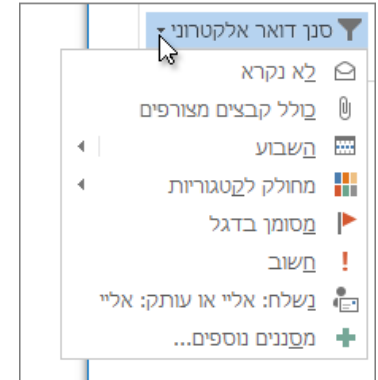 סנן דואר אלקטרוני
לא נקרא
כולל קבצים מצורפים
השבוע
מחולק לקטגוריות
מסומן בדגל
חשוב
נשלח: אליי או עותק: אליי
מסננים נוספים...